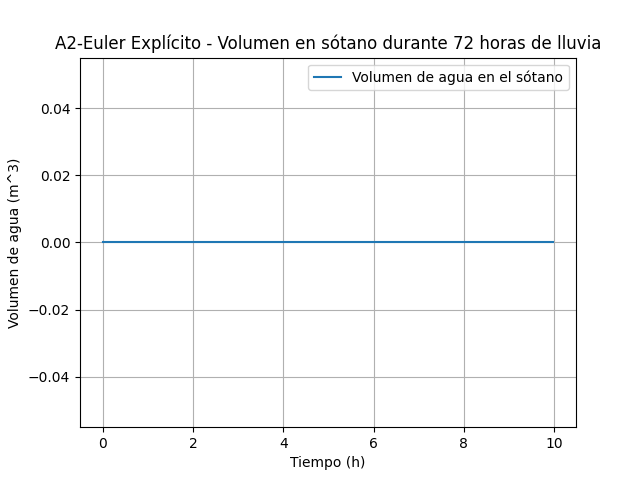 A2-Euler Explícito - Volumen en sótano durante 72 horas de lluvia
Volumen de agua en el sótano
Volumen de agua (m^3)
0.04
0.02
0.00
−0.02
−0.04
0 2 4 6 8 10
Tiempo (h)